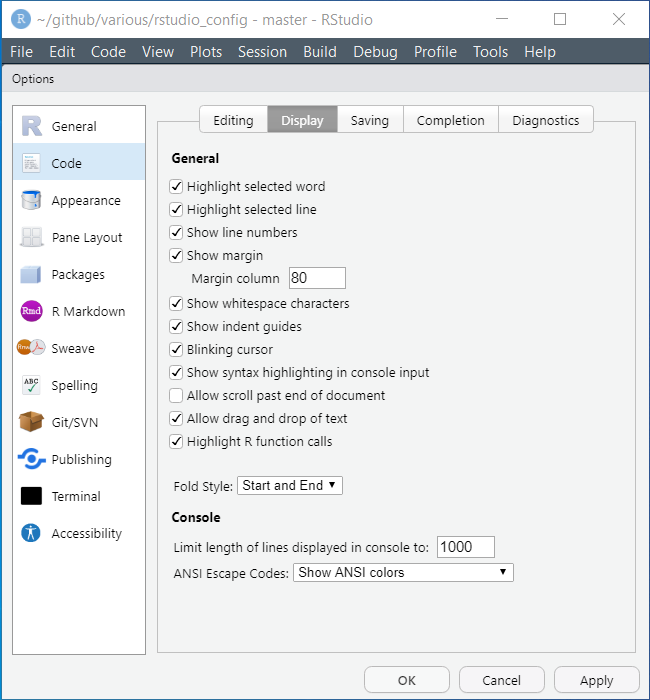 R ~/github/various/rstudio_config - master - RStudio
File Edit Code View Plots Session Build Debug Profile Tools Help
Options
Editing Display Saving Completion Diagnostics
R General
Code
Appearance
Pane Layout
Packages
Rmd R Markdown
Rnw Sweave
ABC Spelling
Git/SVN
Publishing
Terminal
Accessibility
General
Highlight selected word
Highlight selected line
Show line numbers
Show margin
Margin column 80
Show whitespace characters
Show indent guides
Blinking cursor
Show syntax highlighting in console input
Allow scroll past end of document
Allow drag and drop of text
Highlight R function calls
Fold Style: Start and End
Console
Limit length of lines displayed in console to: 1000
ANSI Escape Codes: Show ANSI colors
OK Cancel Apply